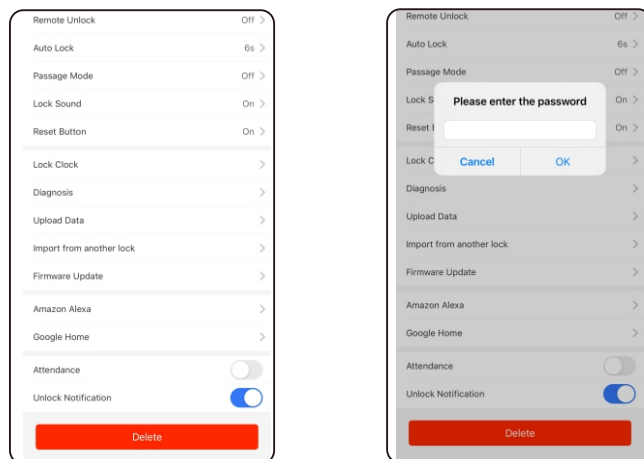 Remote Unlock Off
Auto Lock 6s
Passage Mode Off
Lock Sound On
Reset Button On
Lock Clock
Diagnosis
Upload Data
Import from another lock
Firmware Update
Amazon Alexa
Google Home
Attendance
Unlock Notification
Delete
Remote Unlock Off
Auto Lock 6s
Passage Mode Off
Lock S On
Please enter the password
Reset On
Lock C
Cancel OK
Diagnosis
Upload Data
Import from another lock
Firmware Update
Amazon Alexa
Google Home
Attendance
Unlock Notification
Delete